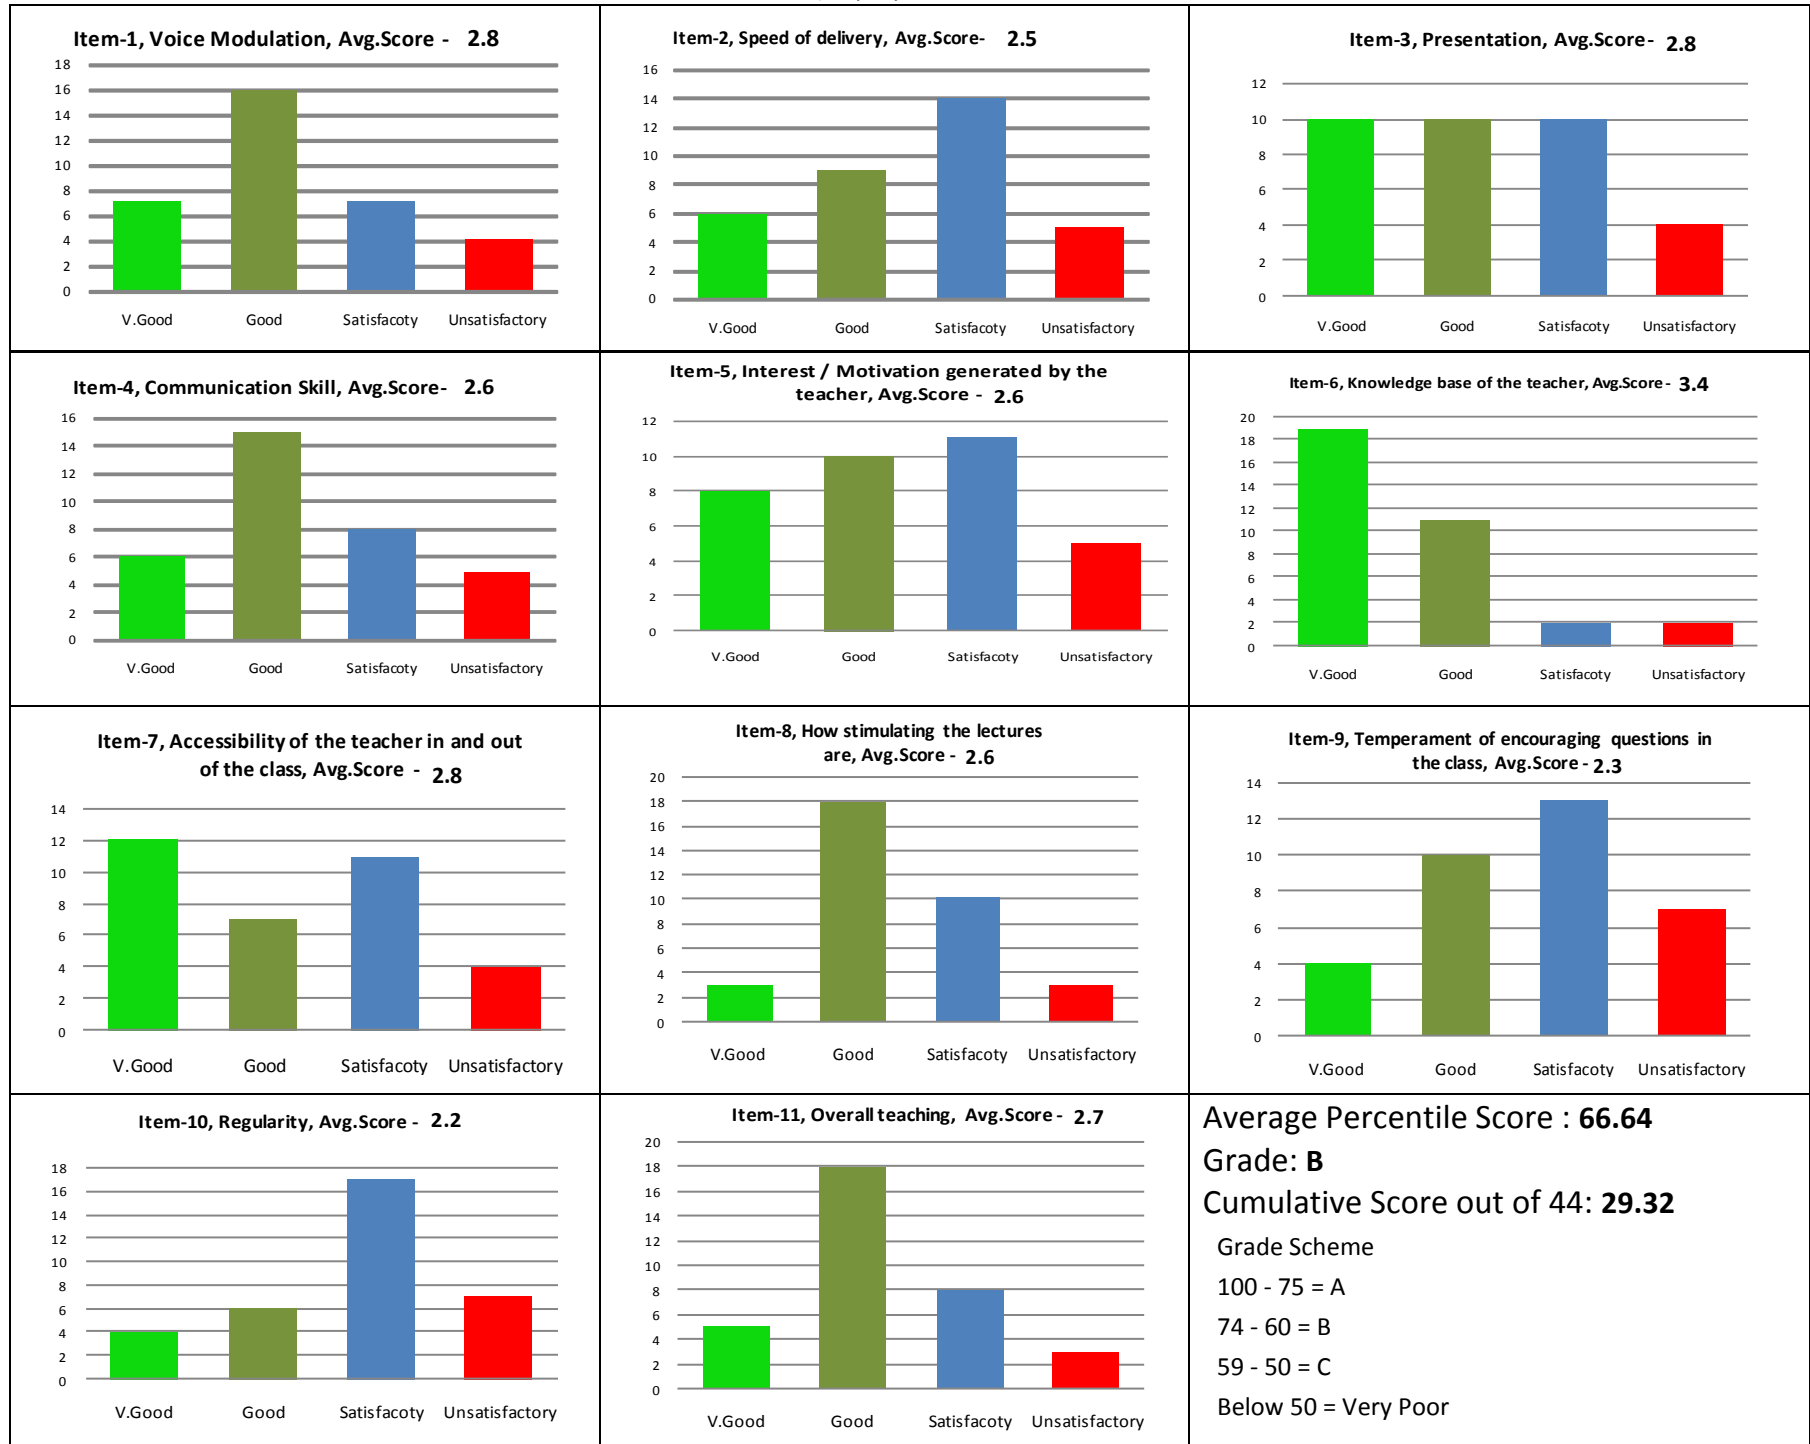 Item-1, Voice Modulation, Avg.Score - 2.8
18
16
14
12
10
8
6
4
2
0
V.Good Good Satisfacoty Unsatisfactory
Item-2, Speed of delivery, Avg.Score- 2.5
16
14
12
10
8
6
4
2
0
V.Good Good Satisfacoty Unsatisfactory
Item-3, Presentation, Avg.Score- 2.8
12
10
8
6
4
2
0
V.Good Good Satisfacoty Unsatisfactory
Item-4, Communication Skill, Avg.Score- 2.6
16
14
12
10
8
6
4
2
0
V.Good Good Satisfacoty Unsatisfactory
Item-5, Interest / Motivation generated by the
teacher, Avg.Score - 2.6
12
10
8
6
4
2
0
V.Good Good Satisfacoty Unsatisfactory
Item-6, Knowledge base of the teacher, Avg.Score - 3.4
20
18
16
14
12
10
8
6
4
2
0
V.Good Good Satisfacoty Unsatisfactory
Item-7, Accessibility of the teacher in and out
of the class, Avg.Score - 2.8
14
12
10
8
6
4
2
0
V.Good Good Satisfacoty Unsatisfactory
Item-8, How stimulating the lectures
are, Avg.Score - 2.6
20
18
16
14
12
10
8
6
4
2
0
V.Good Good Satisfacoty Unsatisfactory
Item-9, Temperament of encouraging questions in
the class, Avg.Score - 2.3
14
12
10
8
6
4
2
0
V.Good Good Satisfacoty Unsatisfactory
Item-10, Regularity, Avg.Score - 2.2
18
16
14
12
10
8
6
4
2
0
V.Good Good Satisfacoty Unsatisfactory
Item-11, Overall teaching, Avg.Score - 2.7
20
18
16
14
12
10
8
6
4
2
0
V.Good Good Satisfacoty Unsatisfactory
Average Percentile Score : 66.64
Grade: B
Cumulative Score out of 44: 29.32
Grade Scheme
100 - 75 = A
74 - 60 = B
59 - 50 = C
Below 50 = Very Poor